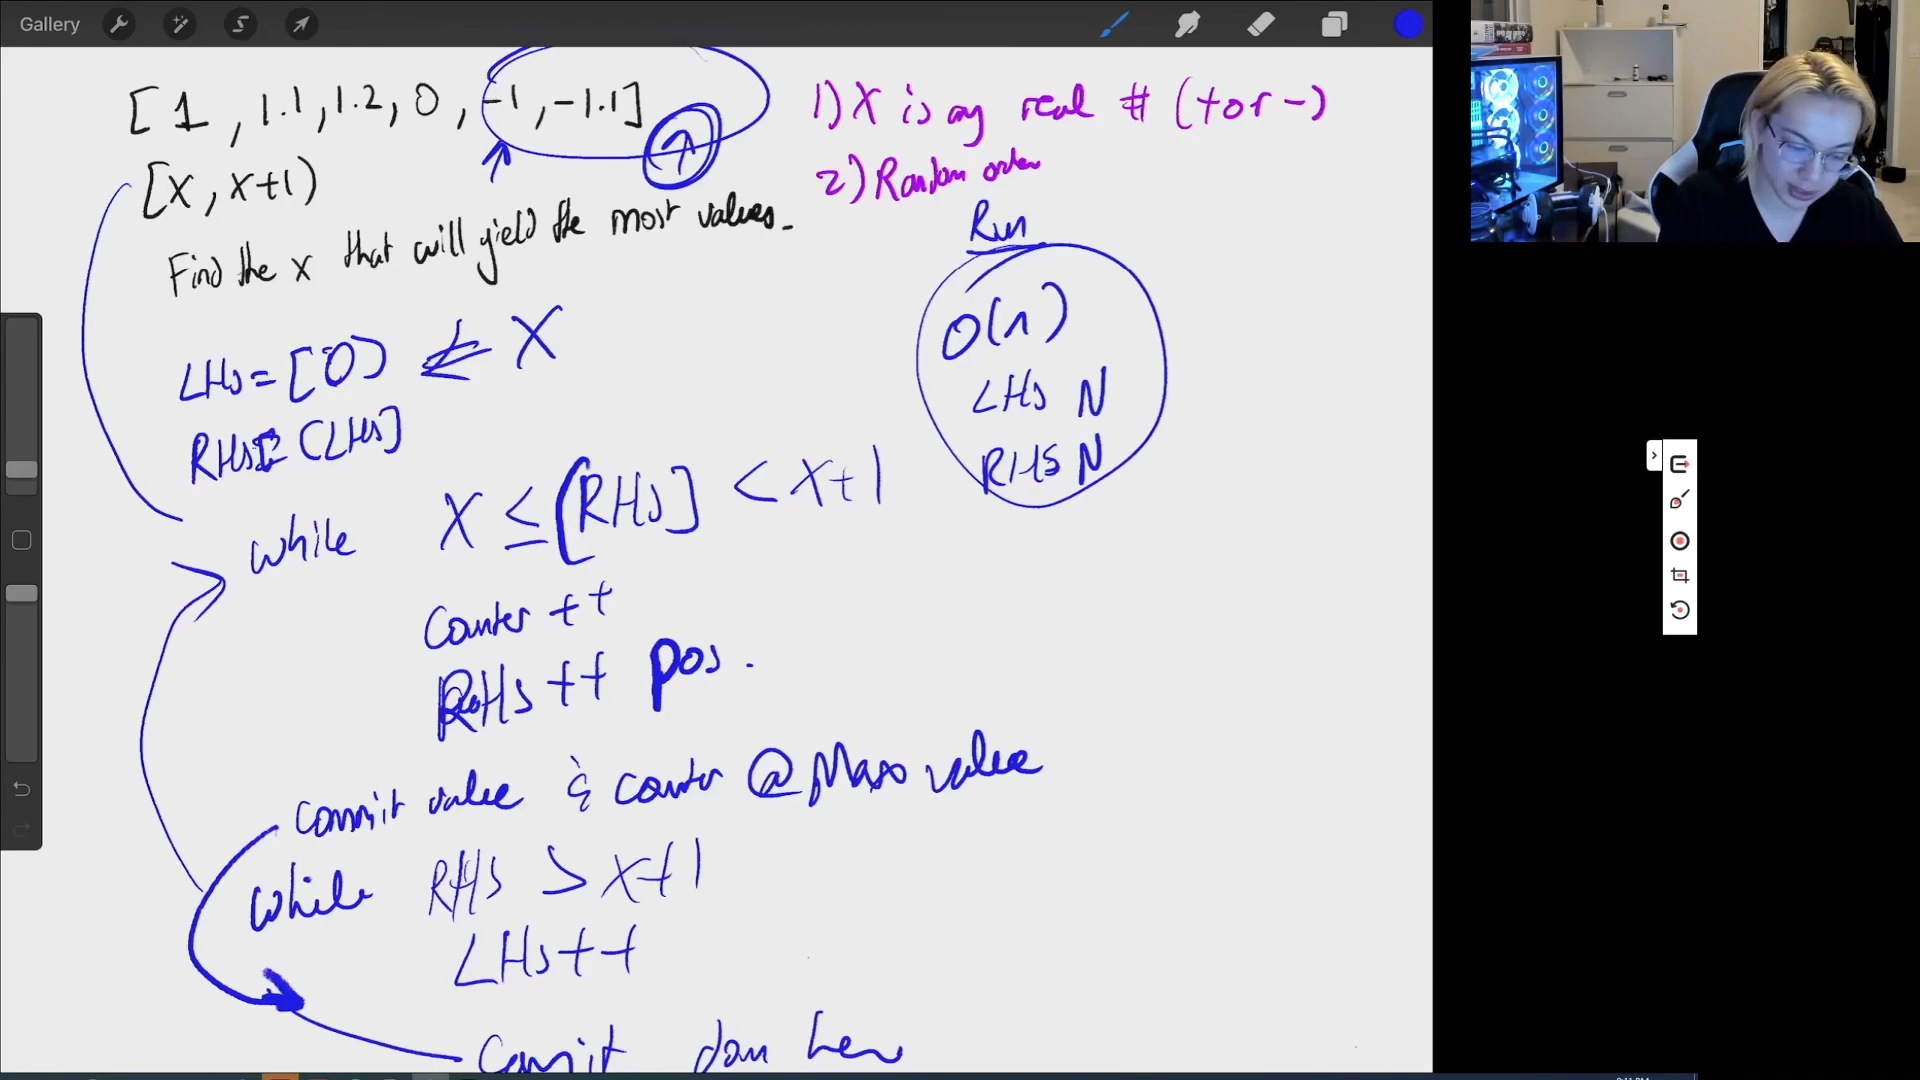 Gallery
[1, 1.1, 1.2, 0, -1, -1.1]
[x, x+1)
Find the x that will yield the most values.
1) X is any real # (+ or -)
2) Random order
Run
O(n)
LHS N
RHS N
LHS = [0] X
RHS = [LHS]
while X ≤ [RHS] < X+1
Counter ++
RHS ++ pos.
commit value & counter @ Max value
while RHS > X+1
LHS ++
Commit down here